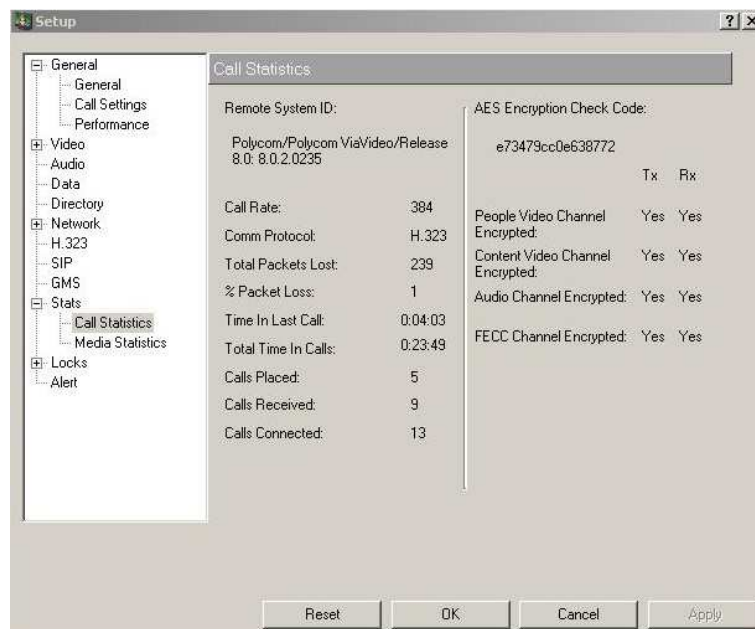 Setup
General
General
Call Settings
Performance
Video
Audio
Data
Directory
Network
H.323
SIP
GMS
Stats
Call Statistics
Media Statistics
Locks
Alert
Call Statistics
Remote System ID:
Polycom/Polycom ViaVideo/Release
8.0: 8.0.2.0235
Call Rate: 384
Comm Protocol: H.323
Total Packets Lost: 239
% Packet Loss: 1
Time In Last Call: 0:04:03
Total Time In Calls: 0:23:49
Calls Placed: 5
Calls Received: 9
Calls Connected: 13
AES Encryption Check Code:
e73479cc0e638772
Tx Rx
People Video Channel Yes Yes
Encrypted:
Content Video Channel Yes Yes
Encrypted:
Audio Channel Encrypted: Yes Yes
FECC Channel Encrypted: Yes Yes
Reset OK Cancel Apply